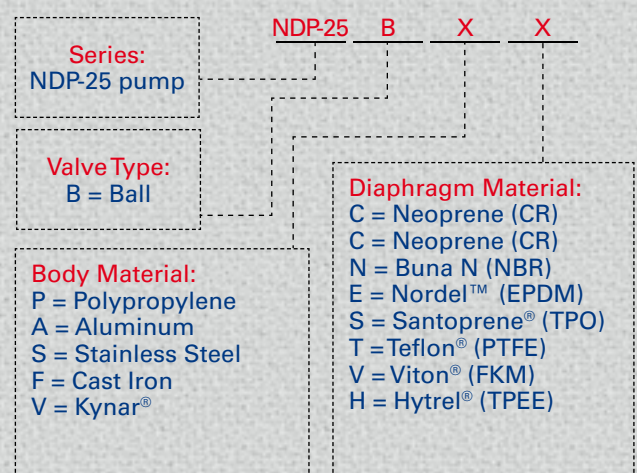 NDP-25 B X X
Series:
NDP-25 pump
Valve Type:
B = Ball
Body Material:
P = Polypropylene
A = Aluminum
S = Stainless Steel
F = Cast Iron
V = Kynar®
Diaphragm Material:
C = Neoprene (CR)
C = Neoprene (CR)
N = Buna N (NBR)
E = Nordel™ (EPDM)
S = Santoprene® (TPO)
T = Teflon® (PTFE)
V = Viton® (FKM)
H = Hytrel® (TPEE)